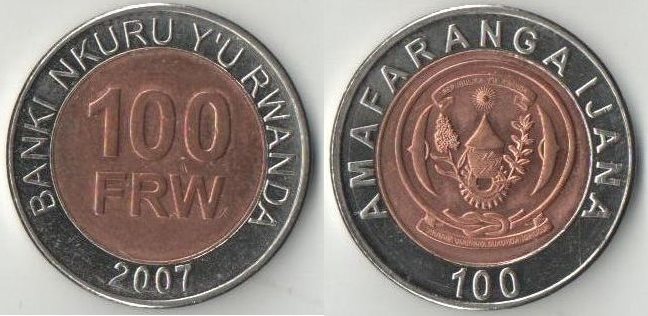 BANKI NKURU Y'U RWANDA
100
FRW
2007
AMAFARANGA IJANA
100